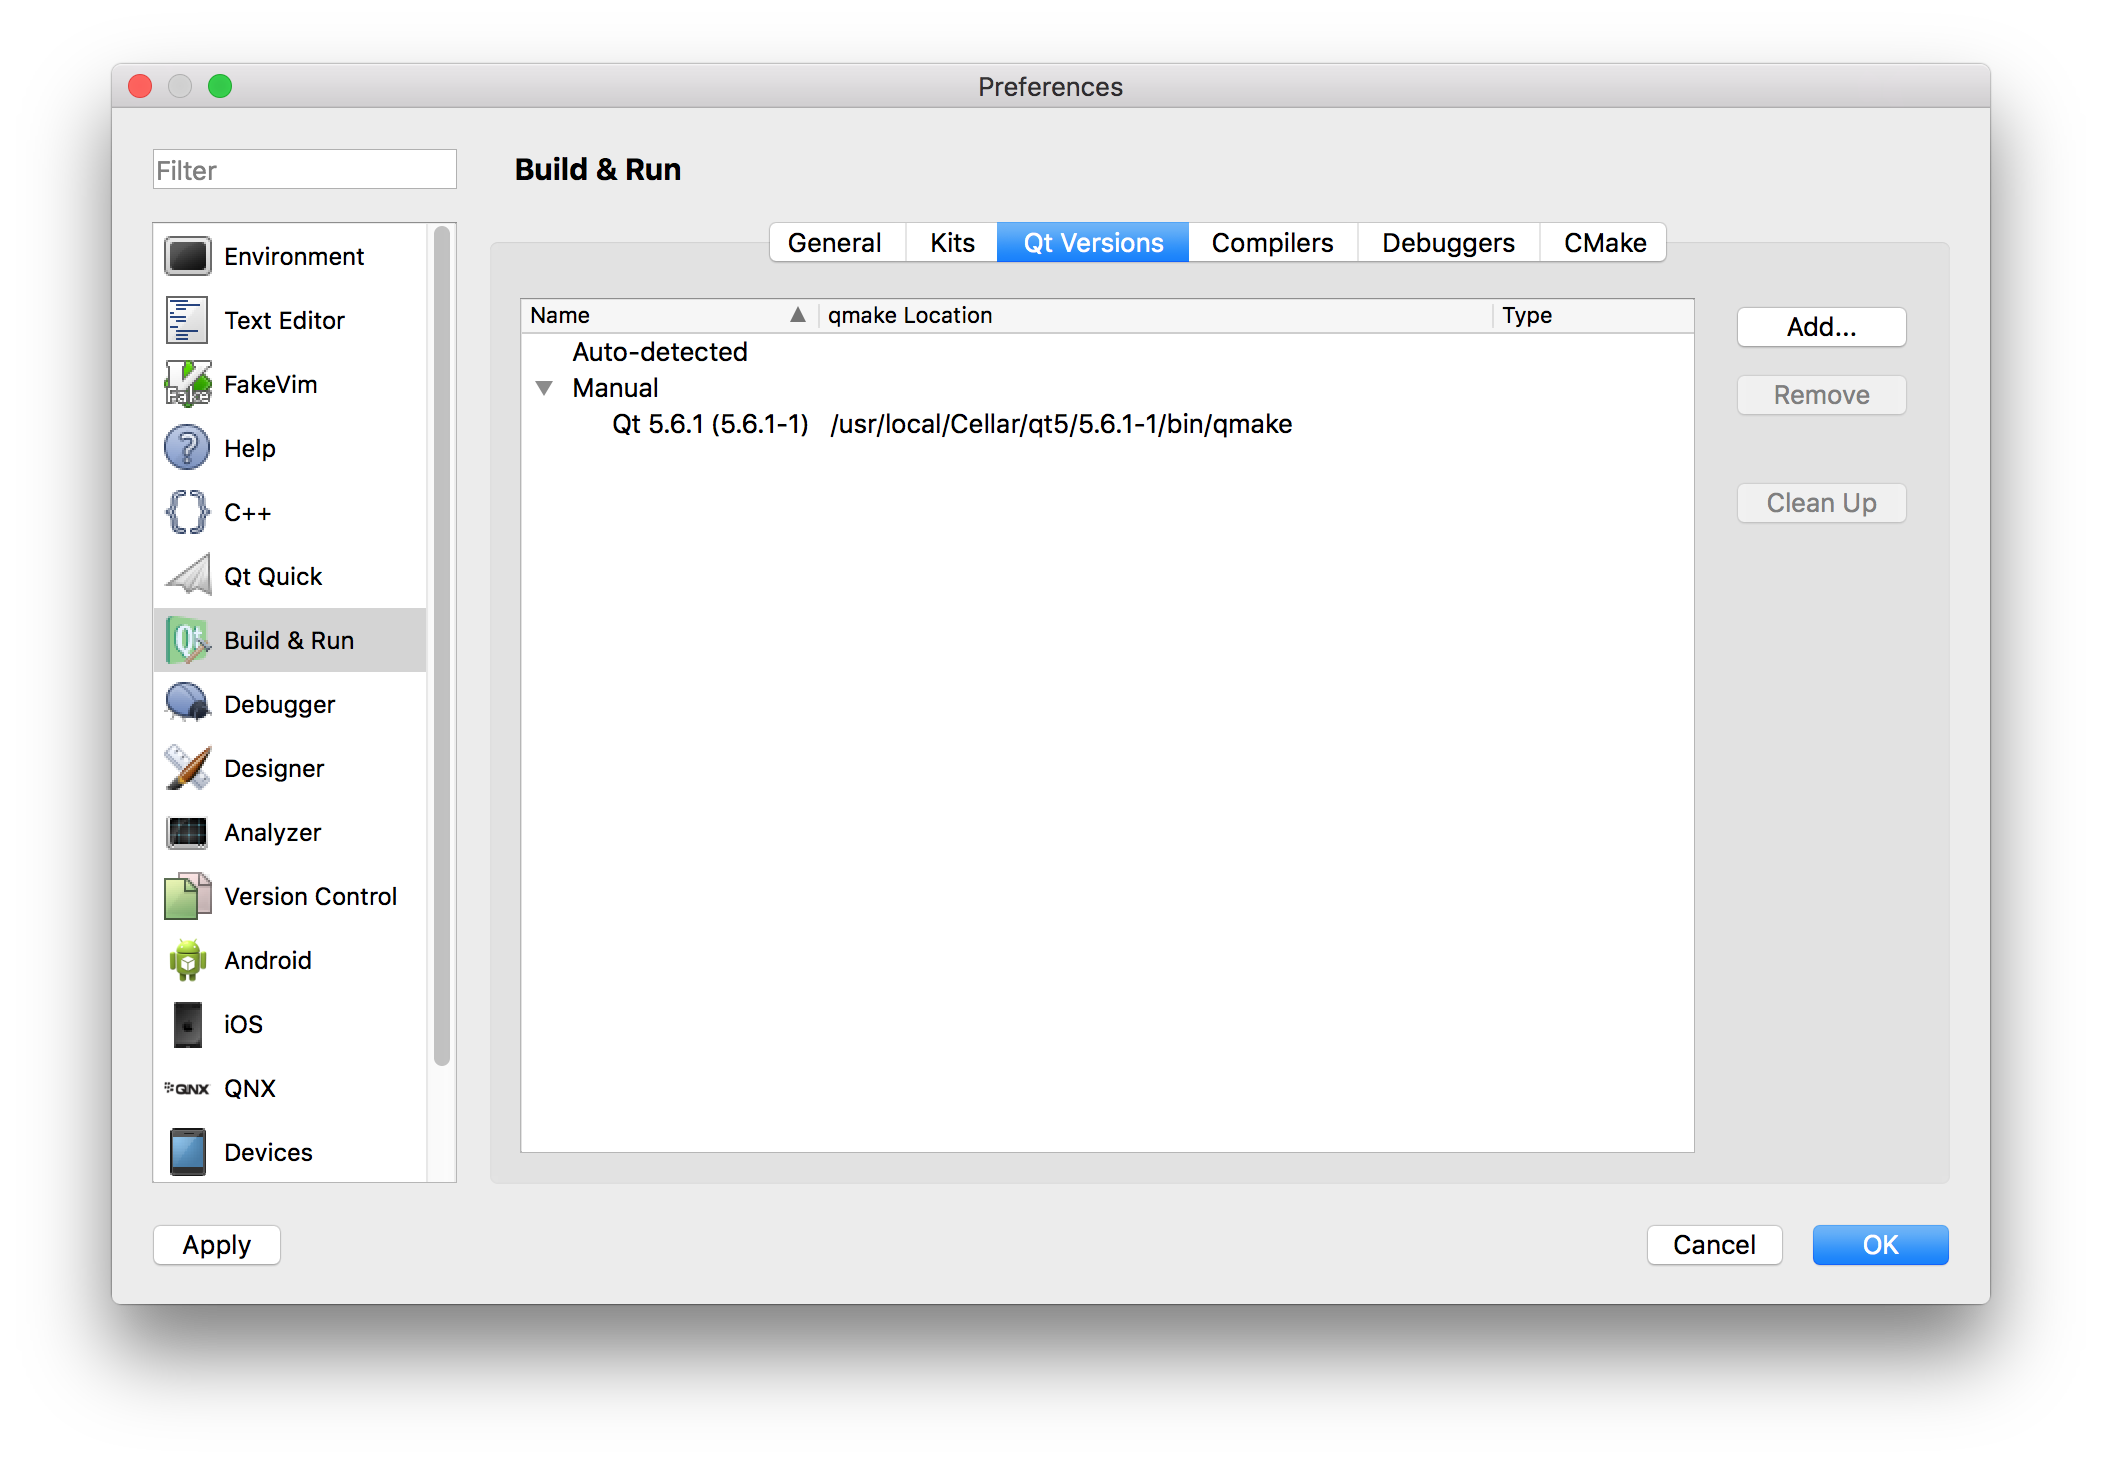 Preferences
Filter
Build & Run
General Kits Qt Versions Compilers Debuggers CMake
Environment
Text Editor
FakeVim
Help
C++
Qt Quick
Build & Run
Debugger
Designer
Analyzer
Version Control
Android
iOS
QNX
QNX
Devices
Name qmake Location Type
Auto-detected
Manual
Qt 5.6.1 (5.6.1-1) /usr/local/Cellar/qt5/5.6.1-1/bin/qmake
Add...
Remove
Clean Up
Apply
Cancel
OK